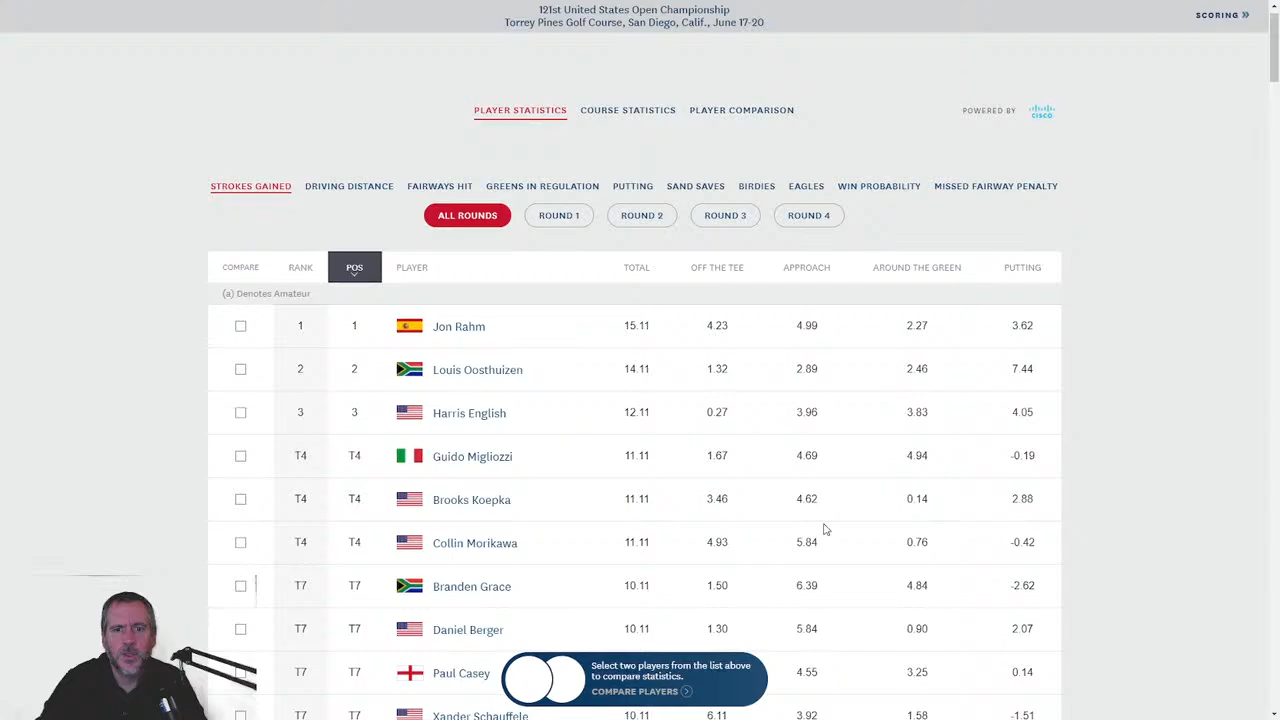 121st United States Open Championship
Torrey Pines Golf Course, San Diego, Calif., June 17-20
SCORING »
PLAYER STATISTICS COURSE STATISTICS PLAYER COMPARISON
POWERED BY CISCO
STROKES GAINED DRIVING DISTANCE FAIRWAYS HIT GREENS IN REGULATION PUTTING SAND SAVES BIRDIES EAGLES WIN PROBABILITY MISSED FAIRWAY PENALTY
ALL ROUNDS ROUND 1 ROUND 2 ROUND 3 ROUND 4
COMPARE RANK POS PLAYER TOTAL OFF THE TEE APPROACH AROUND THE GREEN PUTTING
(a) Denotes Amateur
1 1 Jon Rahm 15.11 4.23 4.99 2.27 3.62
2 2 Louis Oosthuizen 14.11 1.32 2.89 2.46 7.44
3 3 Harris English 12.11 0.27 3.96 3.83 4.05
T4 T4 Guido Migliozzi 11.11 1.67 4.69 4.94 -0.19
T4 T4 Brooks Koepka 11.11 3.46 4.62 0.14 2.88
T4 T4 Collin Morikawa 11.11 4.93 5.84 0.76 -0.42
T7 T7 Branden Grace 10.11 1.50 6.39 4.84 -2.62
T7 T7 Daniel Berger 10.11 1.30 5.84 0.90 2.07
T7 T7 Paul Casey 4.55 3.25 0.14
Select two players from the list above
to compare statistics.
COMPARE PLAYERS
T7 T7 Xander Schauffele 10.11 6.11 3.92 1.58 -1.51